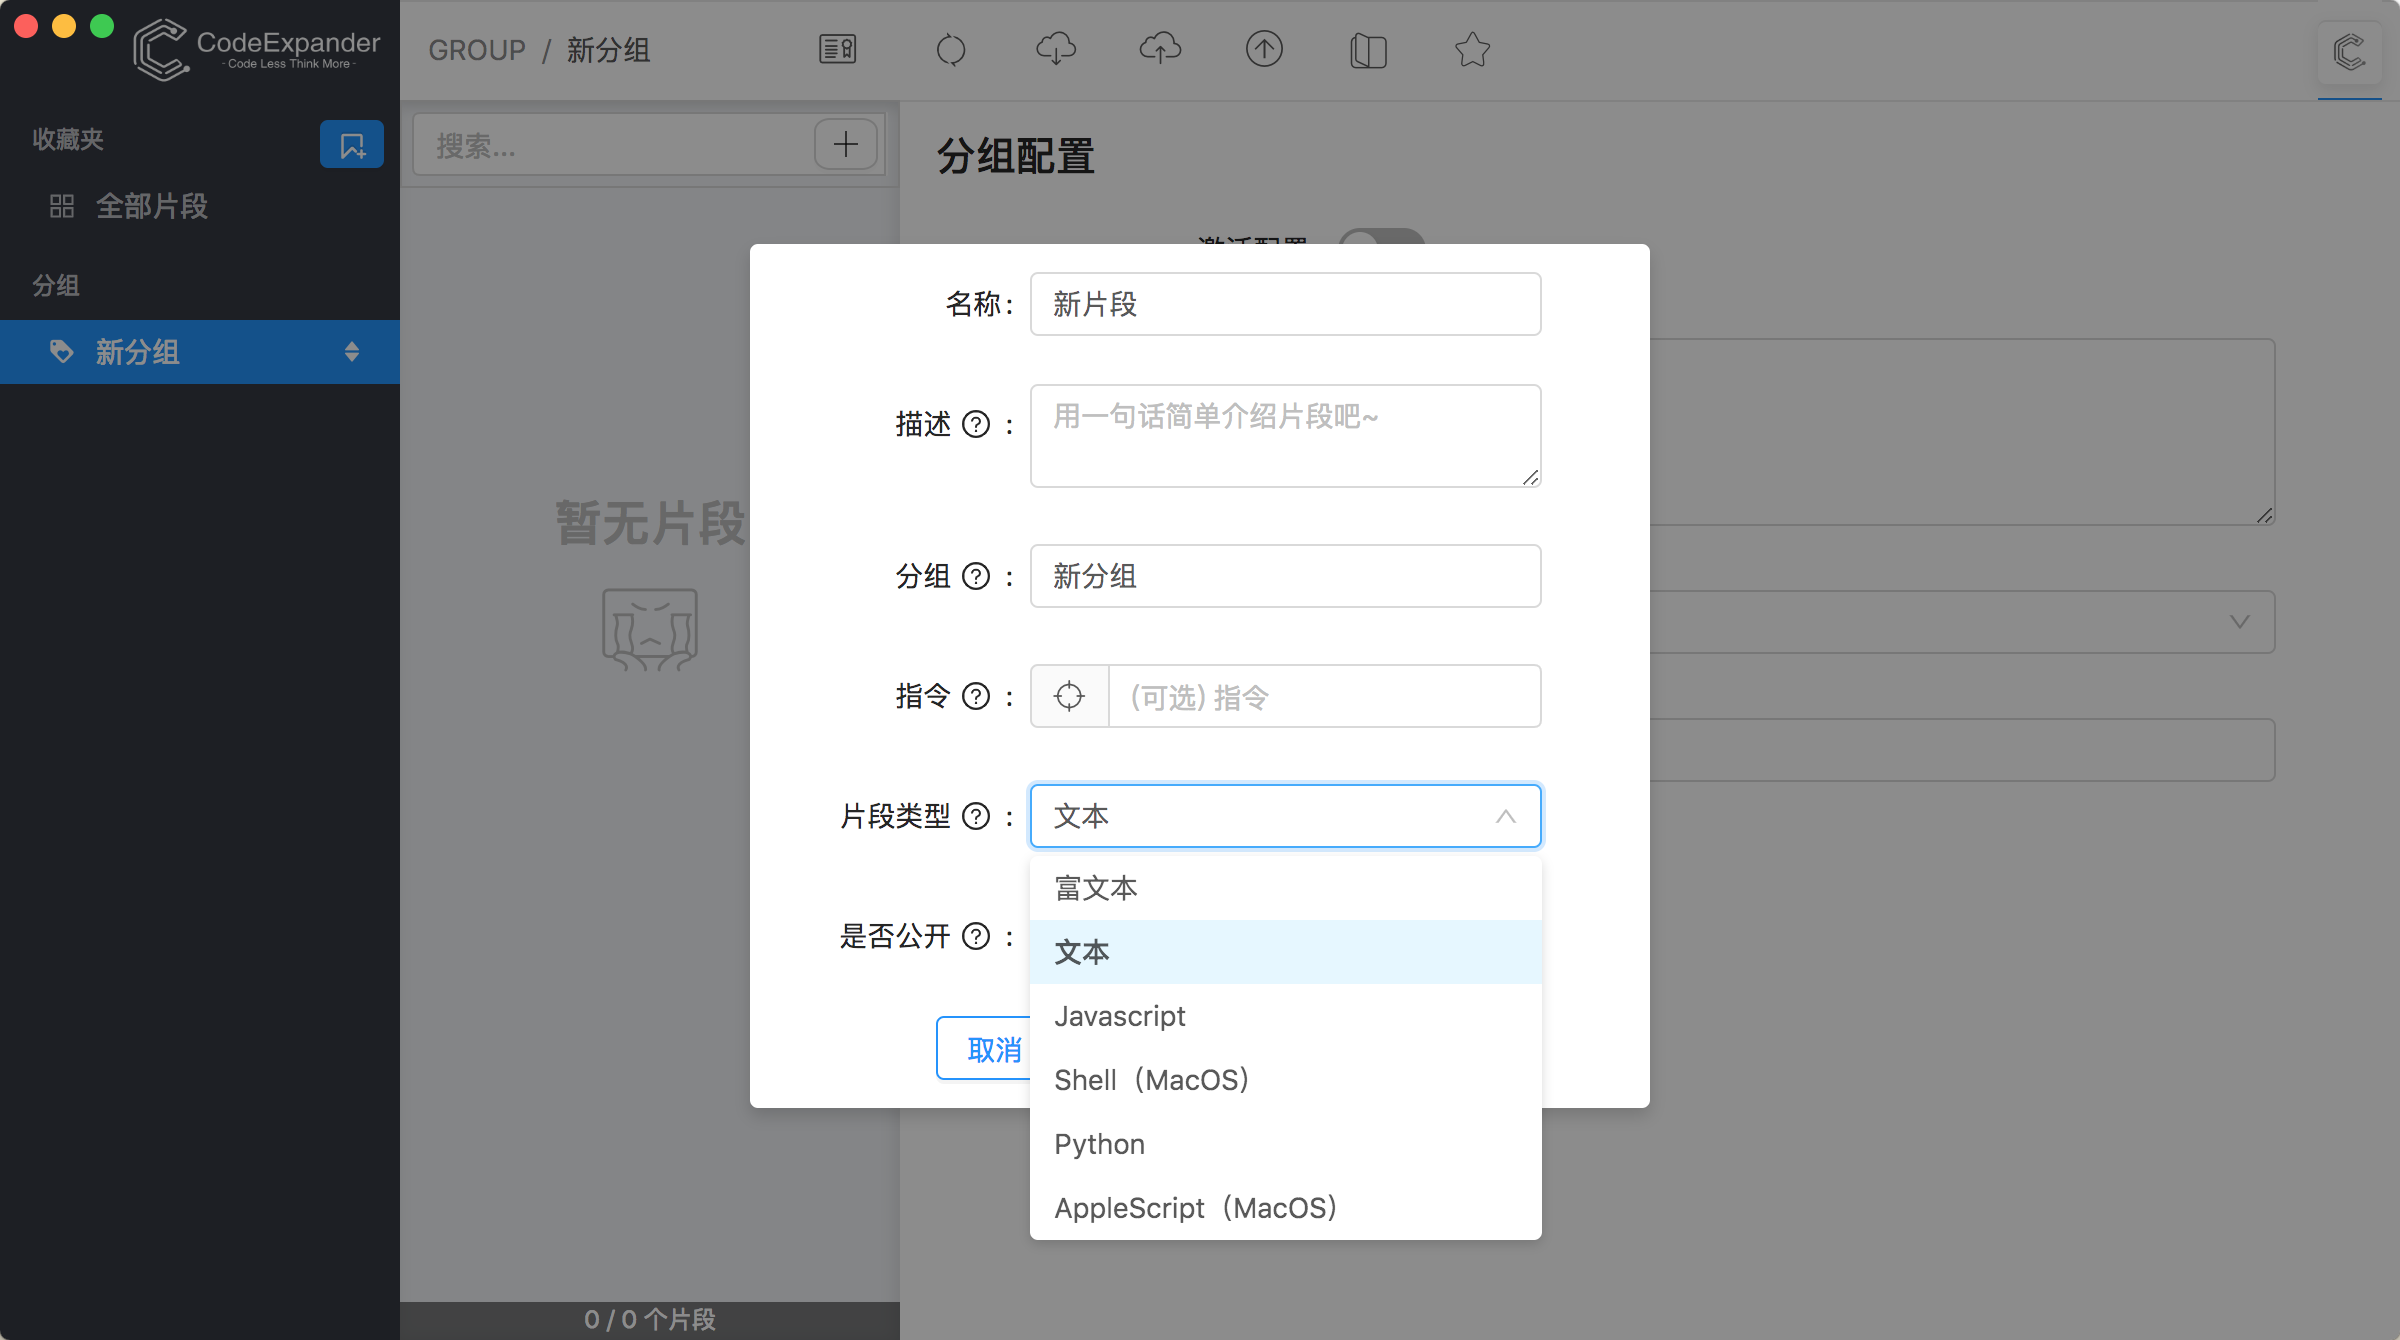 CodeExpander
- Code Less Think More -
收藏夹
全部片段
分组
新分组
GROUP / 新分组
搜索...
暂无片段
0 / 0 个片段
分组配置
激活配置
名称 :
新片段
描述 ? :
用一句话简单介绍片段吧~
分组 ? :
新分组
指令 ? :
(可选) 指令
片段类型 ? :
文本
富文本
文本
Javascript
Shell（MacOS）
Python
AppleScript（MacOS）
是否公开 ? :
取消